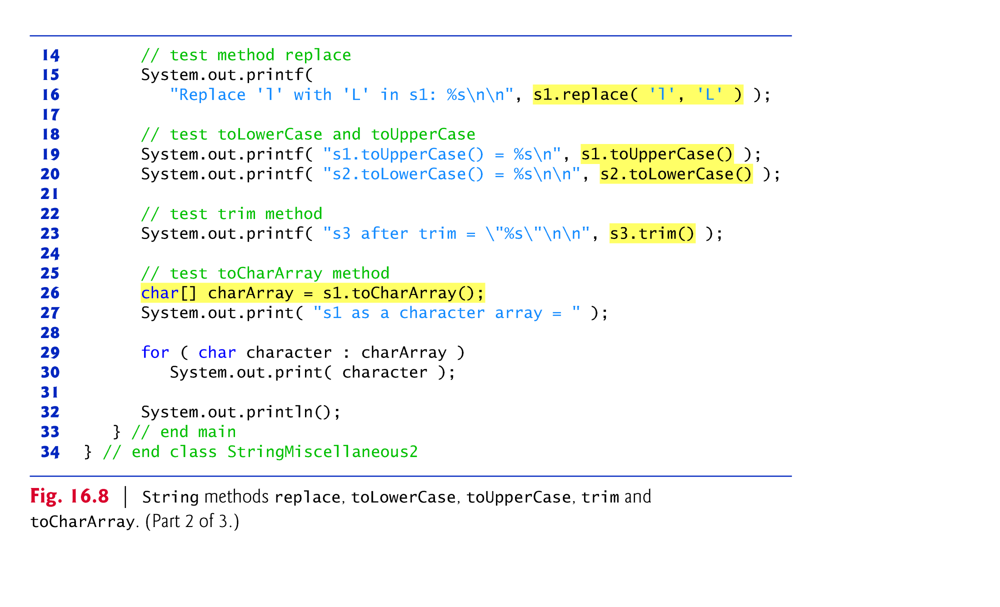 14 // test method replace
15 System.out.printf(
16 "Replace 'l' with 'L' in s1: %s\n\n", s1.replace( 'l', 'L' ) );
17
18 // test toLowerCase and toUpperCase
19 System.out.printf( "s1.toUpperCase() = %s\n", s1.toUpperCase() );
20 System.out.printf( "s2.toLowerCase() = %s\n\n", s2.toLowerCase() );
21
22 // test trim method
23 System.out.printf( "s3 after trim = \"%s\"\n\n", s3.trim() );
24
25 // test toCharArray method
26 char[] charArray = s1.toCharArray();
27 System.out.print( "s1 as a character array = " );
28
29 for ( char character : charArray )
30 System.out.print( character );
31
32 System.out.println();
33 } // end main
34 } // end class StringMiscellaneous2
Fig. 16.8 | String methods replace, toLowerCase, toUpperCase, trim and
toCharArray. (Part 2 of 3.)